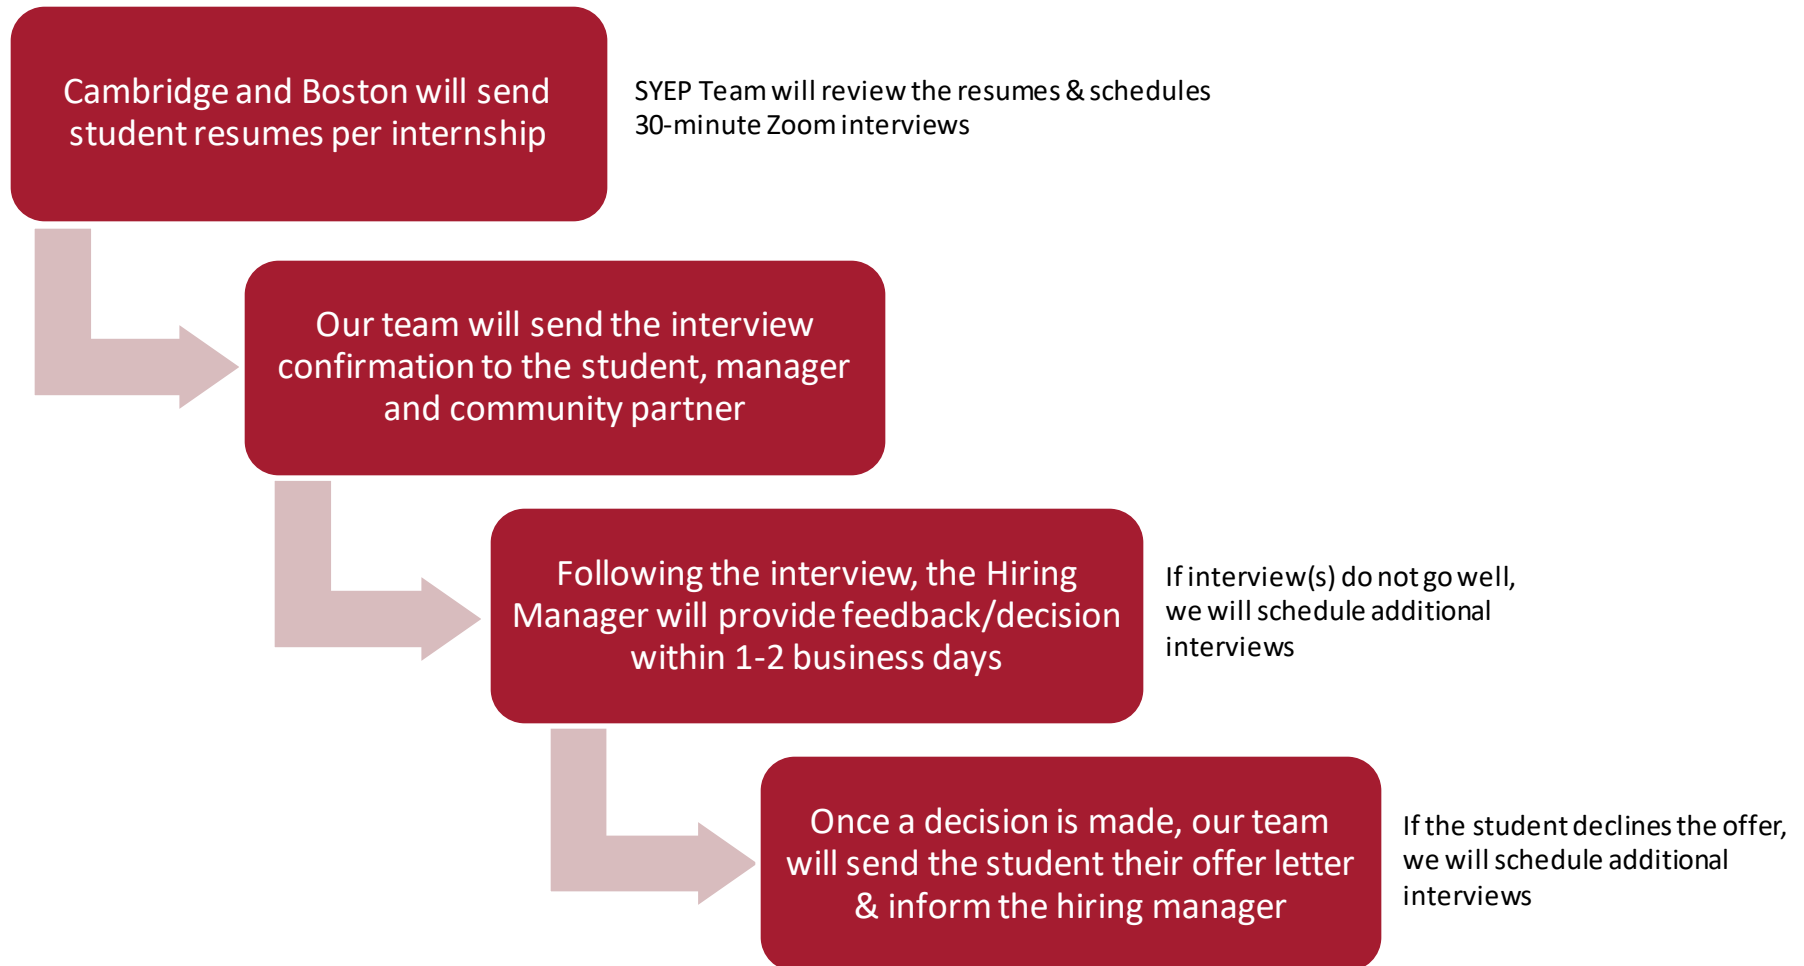 Cambridge and Boston will send
student resumes per internship
SYEP Team will review the resumes & schedules
30-minute Zoom interviews
Our team will send the interview
confirmation to the student, manager
and community partner
Following the interview, the Hiring
Manager will provide feedback/decision
within 1-2 business days
If interview(s) do not go well,
we will schedule additional
interviews
Once a decision is made, our team
will send the student their offer letter
& inform the hiring manager
If the student declines the offer,
we will schedule additional
interviews